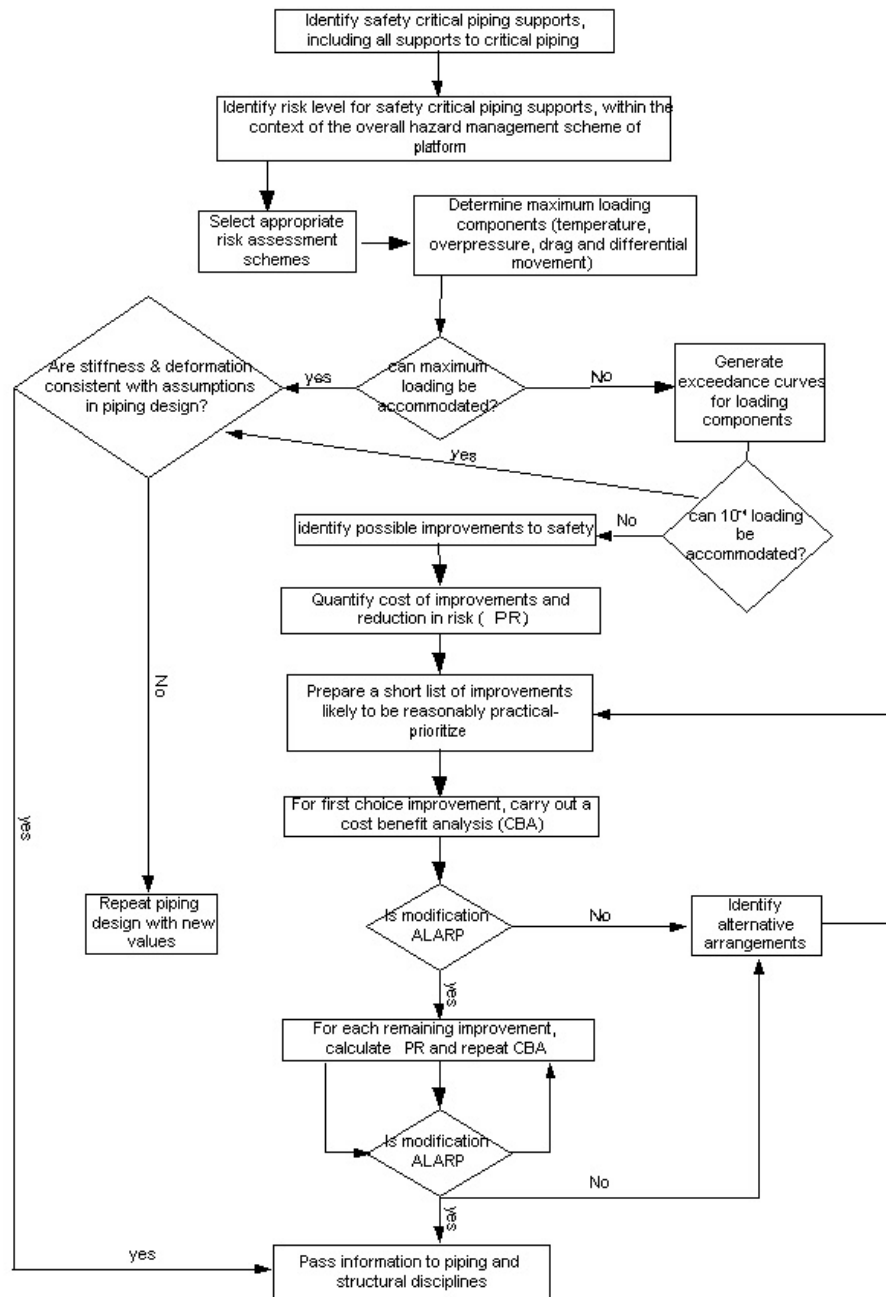 Identify safety critical piping supports,
including all supports to critical piping
Identify risk level for safety critical piping supports, within the
context of the overall hazard management scheme of
platform
Select appropriate
risk assessment
schemes
Determine maximum loading
components (temperature,
overpressure, drag and differential
movement)
Are stiffness & deformation
consistent with assumptions
in piping design?
yes
can maximum
loading be
accommodated?
No
Generate
exceedance curves
for loading
components
yes
can 10⁻⁴ loading
be
accommodated?
No
identify possible improvements to safety
Quantify cost of improvements and
reduction in risk ( PR)
No
Prepare a short list of improvements
likely to be reasonably practical-
prioritize
yes
For first choice improvement, carry out a
cost benefit analysis (CBA)
Repeat piping
design with new
values
Is modification
ALARP
No
Identify
alternative
arrangements
yes
For each remaining improvement,
calculate PR and repeat CBA
Is modification
ALARP
No
yes
yes
Pass information to piping and
structural disciplines